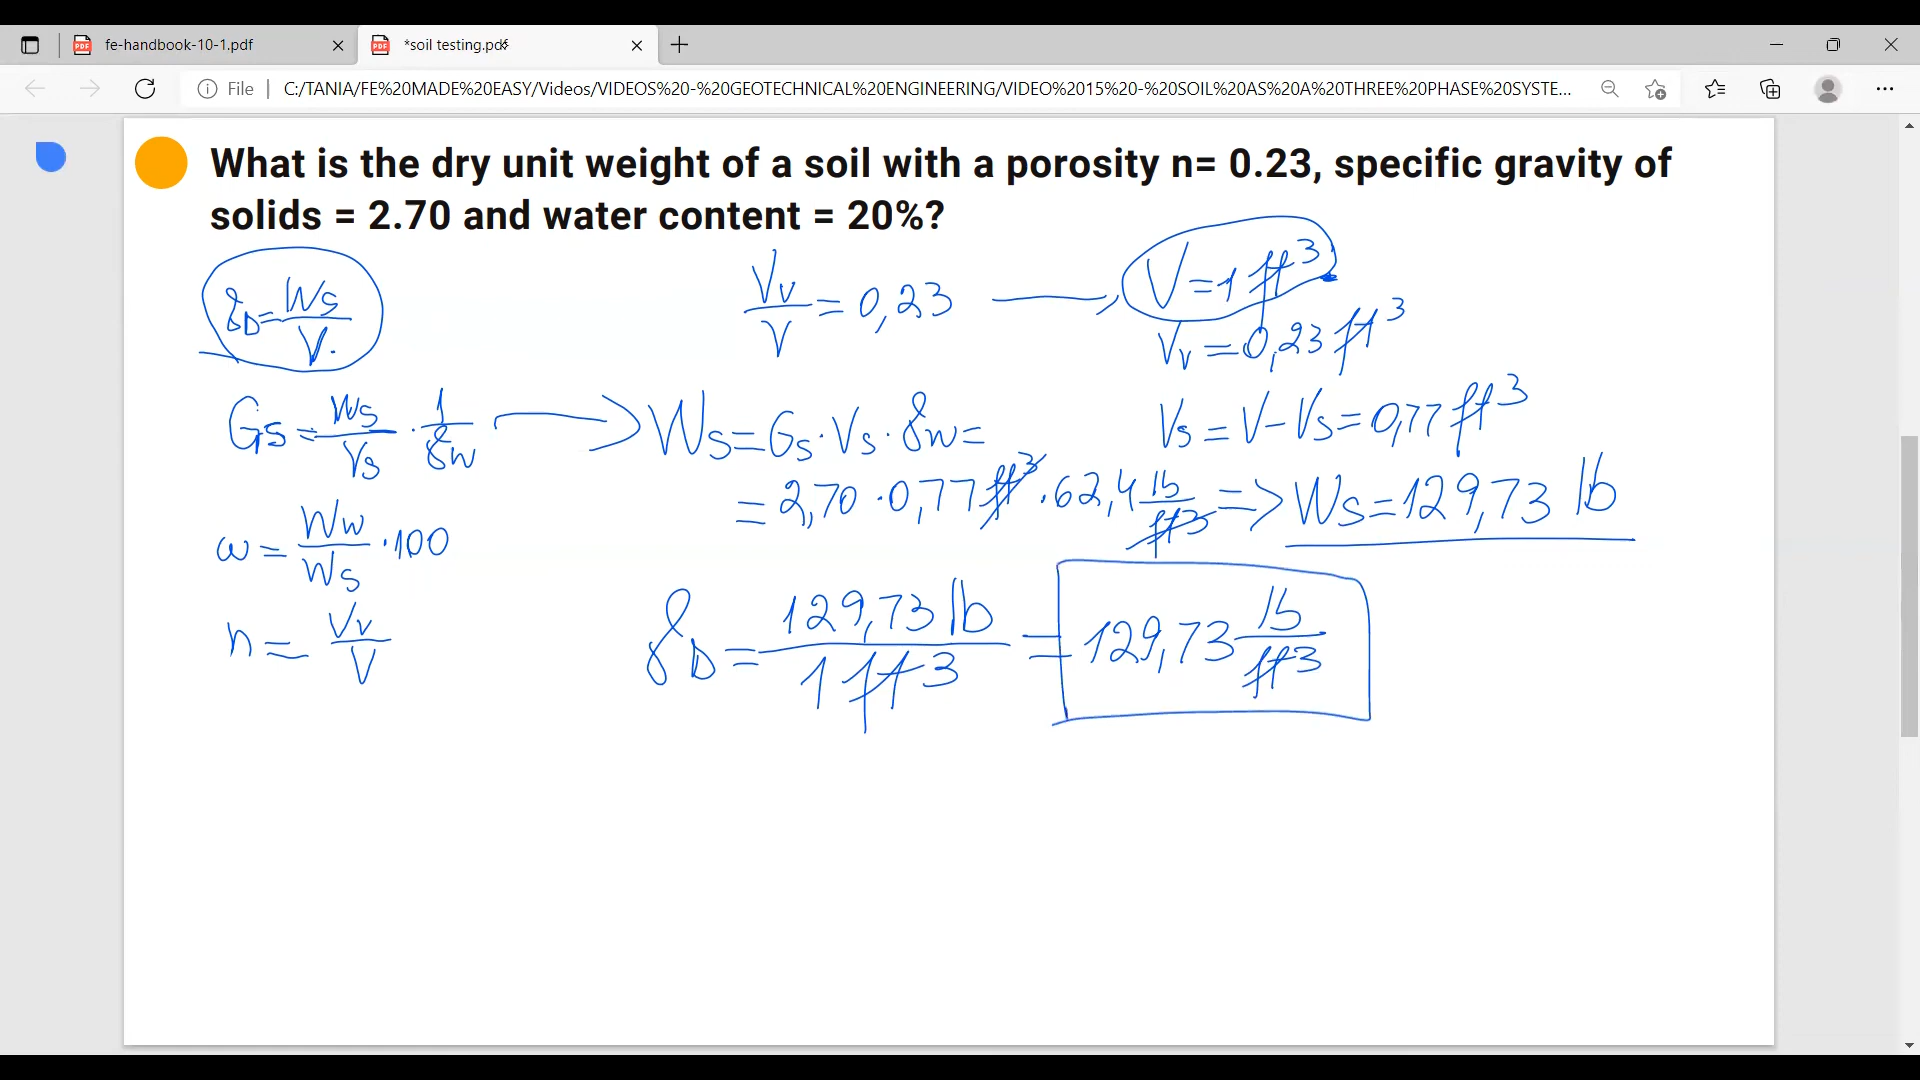 fe-handbook-10-1.pdf
*soil testing.pdf
File | C:/TANIA/FE%20MADE%20EASY/Videos/VIDEOS%20-%20GEOTECHNICAL%20ENGINEERING/VIDEO%2015%20-%20SOIL%20AS%20A%20THREE%20PHASE%20SYSTE...
What is the dry unit weight of a soil with a porosity n= 0.23, specific gravity of
solids = 2.70 and water content = 20%?
γD = Ws/V
Vv/V = 0,23 → V = 1 ft³
Vv = 0,23 ft³
Gs = Ws/Vs · 1/γw → Ws = Gs · Vs · γw =
Vs = V - Vs = 0,77 ft³
= 2,70 · 0,77 ft³ · 62,4 lb/ft³ => Ws = 129,73 lb
ω = Ww/Ws · 100
γD = 129,73 lb/1 ft³ = 129,73 lb/ft³
n = Vv/V